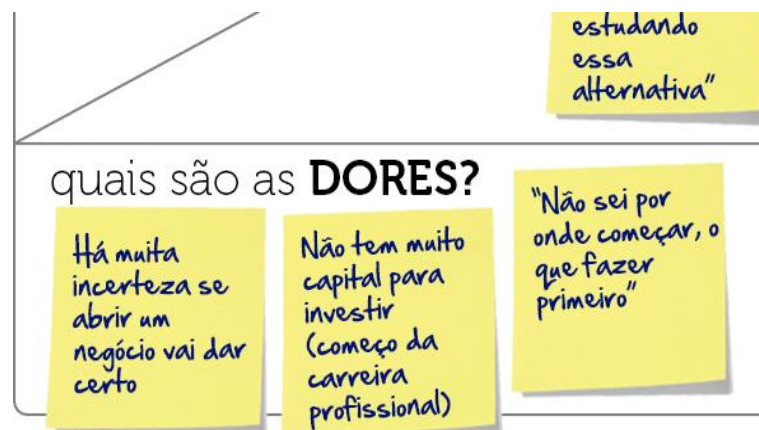 estudando
essa
alternativa"
quais são as DORES?
Há muita
incerteza se
abrir um
negócio vai dar
certo
Não tem muito
capital para
investir
(começo da
carreira
profissional)
"Não sei por
onde começar, o
que fazer
primeiro"